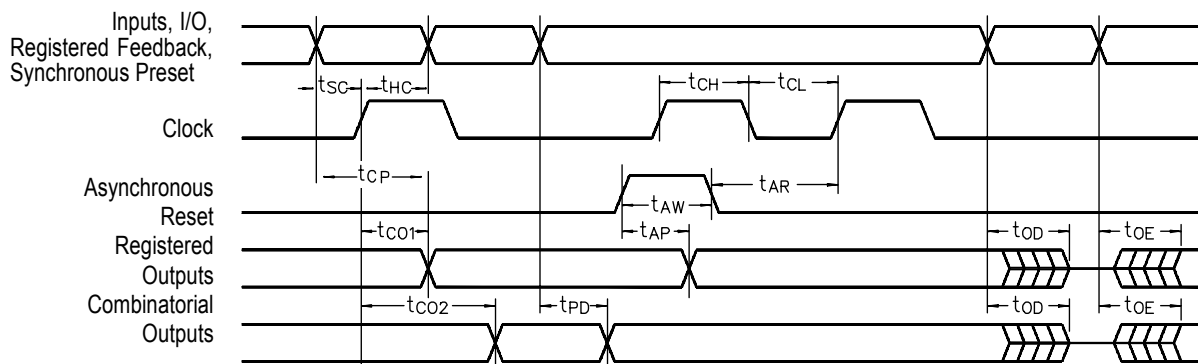 Inputs, I/O,
Registered Feedback,
Synchronous Preset
tSC
tHC
tCH
tCL
Clock
tCP
tAR
Asynchronous
Reset
tAW
tCO1
tAP
Registered
Outputs
tOD
tOE
Combinatorial
Outputs
tCO2
tPD
tOD
tOE